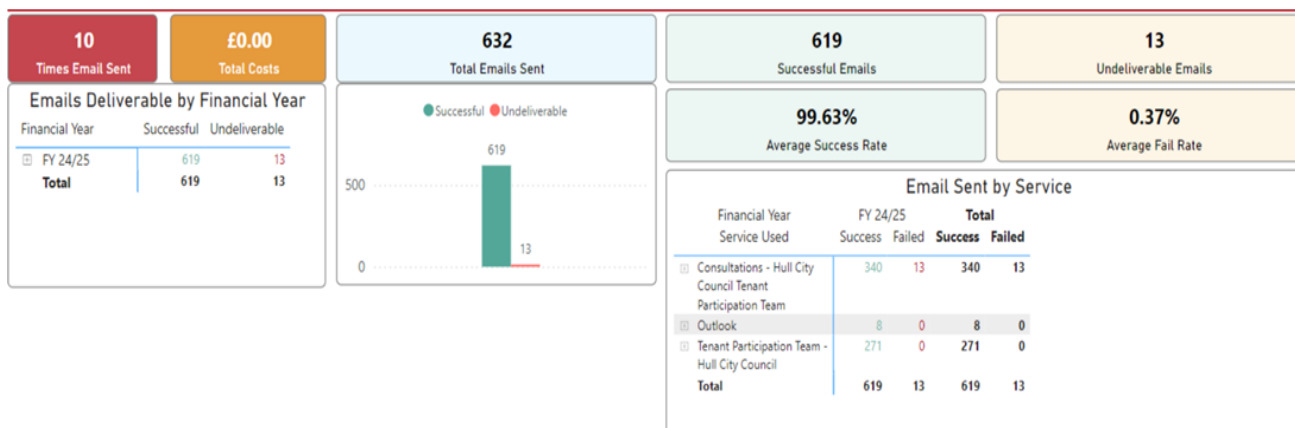 10
Times Email Sent
£0.00
Total Costs
632
Total Emails Sent
619
Successful Emails
13
Undeliverable Emails
Emails Deliverable by Financial Year
Financial Year Successful Undeliverable
FY 24/25 619 13
Total 619 13
Successful Undeliverable
619
500
13
0
99.63%
Average Success Rate
0.37%
Average Fail Rate
Email Sent by Service
Financial Year FY 24/25 Total
Service Used Success Failed Success Failed
Consultations - Hull City 340 13 340 13
Council Tenant
Participation Team
Outlook 8 0 8 0
Tenant Participation Team - 271 0 271 0
Hull City Council
Total 619 13 619 13